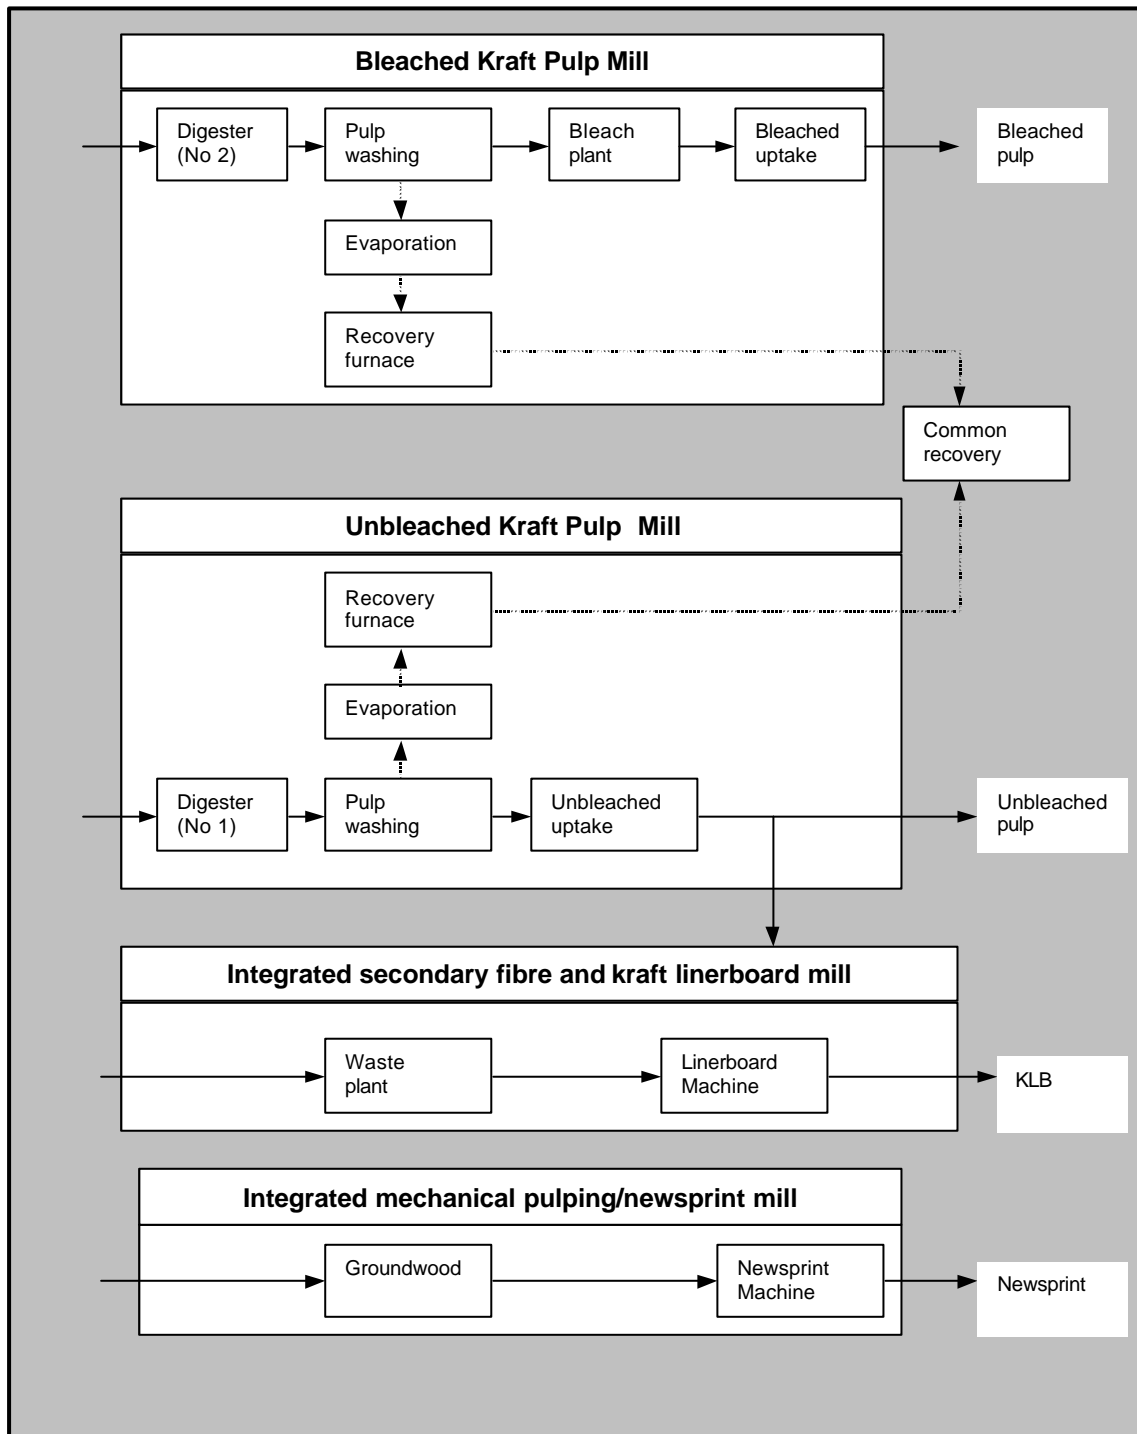 Bleached Kraft Pulp Mill
Digester
(No 2)
Pulp
washing
Bleach
plant
Bleached
uptake
Bleached
pulp
Evaporation
Recovery
furnace
Common
recovery
Unbleached Kraft Pulp Mill
Recovery
furnace
Evaporation
Digester
(No 1)
Pulp
washing
Unbleached
uptake
Unbleached
pulp
Integrated secondary fibre and kraft linerboard mill
Waste
plant
Linerboard
Machine
KLB
Integrated mechanical pulping/newsprint mill
Groundwood
Newsprint
Machine
Newsprint